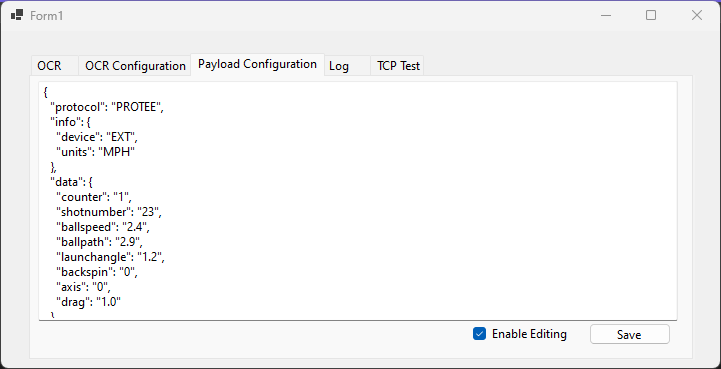 Form1
OCR OCR Configuration Payload Configuration Log TCP Test
{
"protocol": "PROTEE",
"info": {
"device": "EXT",
"units": "MPH"
},
"data": {
"counter": "1",
"shotnumber": "23",
"ballspeed": "2.4",
"ballpath": "2.9",
"launchangle": "1.2",
"backspin": "0",
"axis": "0",
"drag": "1.0"
}
Enable Editing Save